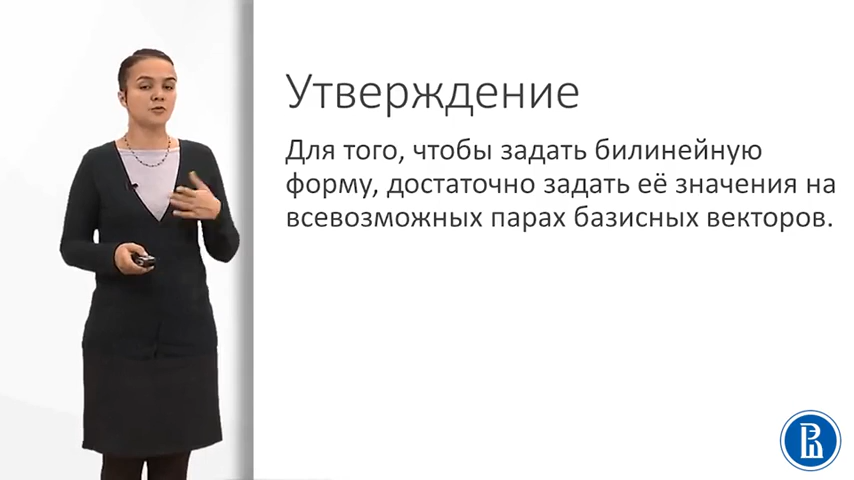 Утверждение
Для того, чтобы задать билинейную
форму, достаточно задать её значения на
всевозможных парах базисных векторов.